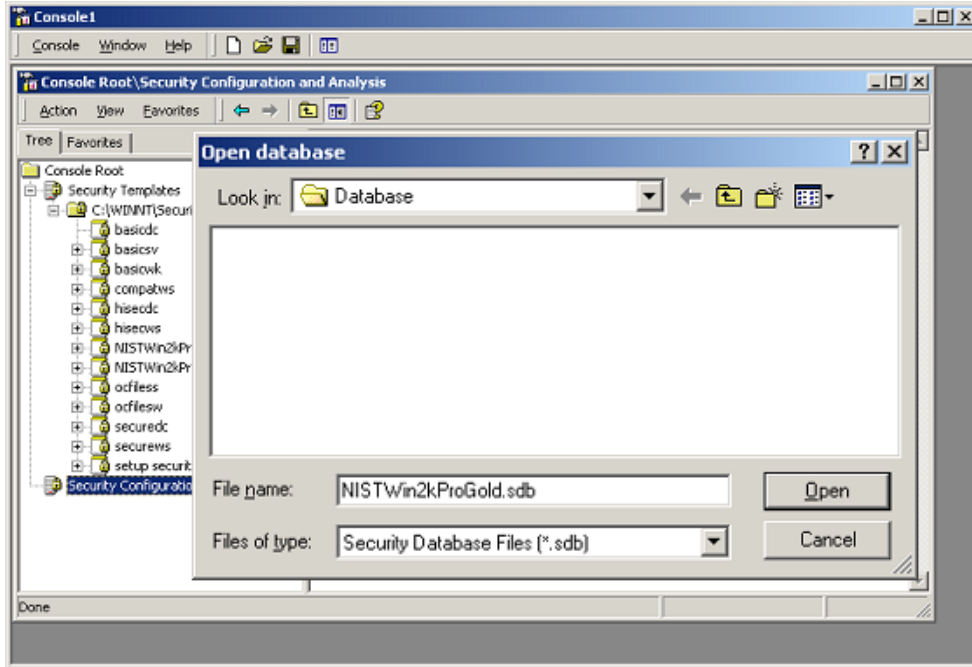 Console1
Console Window Help
Console Root\Security Configuration and Analysis
Action View Favorites
Tree Favorites
Console Root
Security Templates
C:\WINNT\Securi
basicdc
basicsv
basicwk
compatws
hisecdc
hisecws
NISTWin2kPr
NISTWin2kPr
ocfiless
ocfilesw
securedc
securews
setup securit
Security Configuratio
Open database
Look in: Database
File name: NISTWin2kProGold.sdb
Open
Files of type: Security Database Files (*.sdb)
Cancel
Done